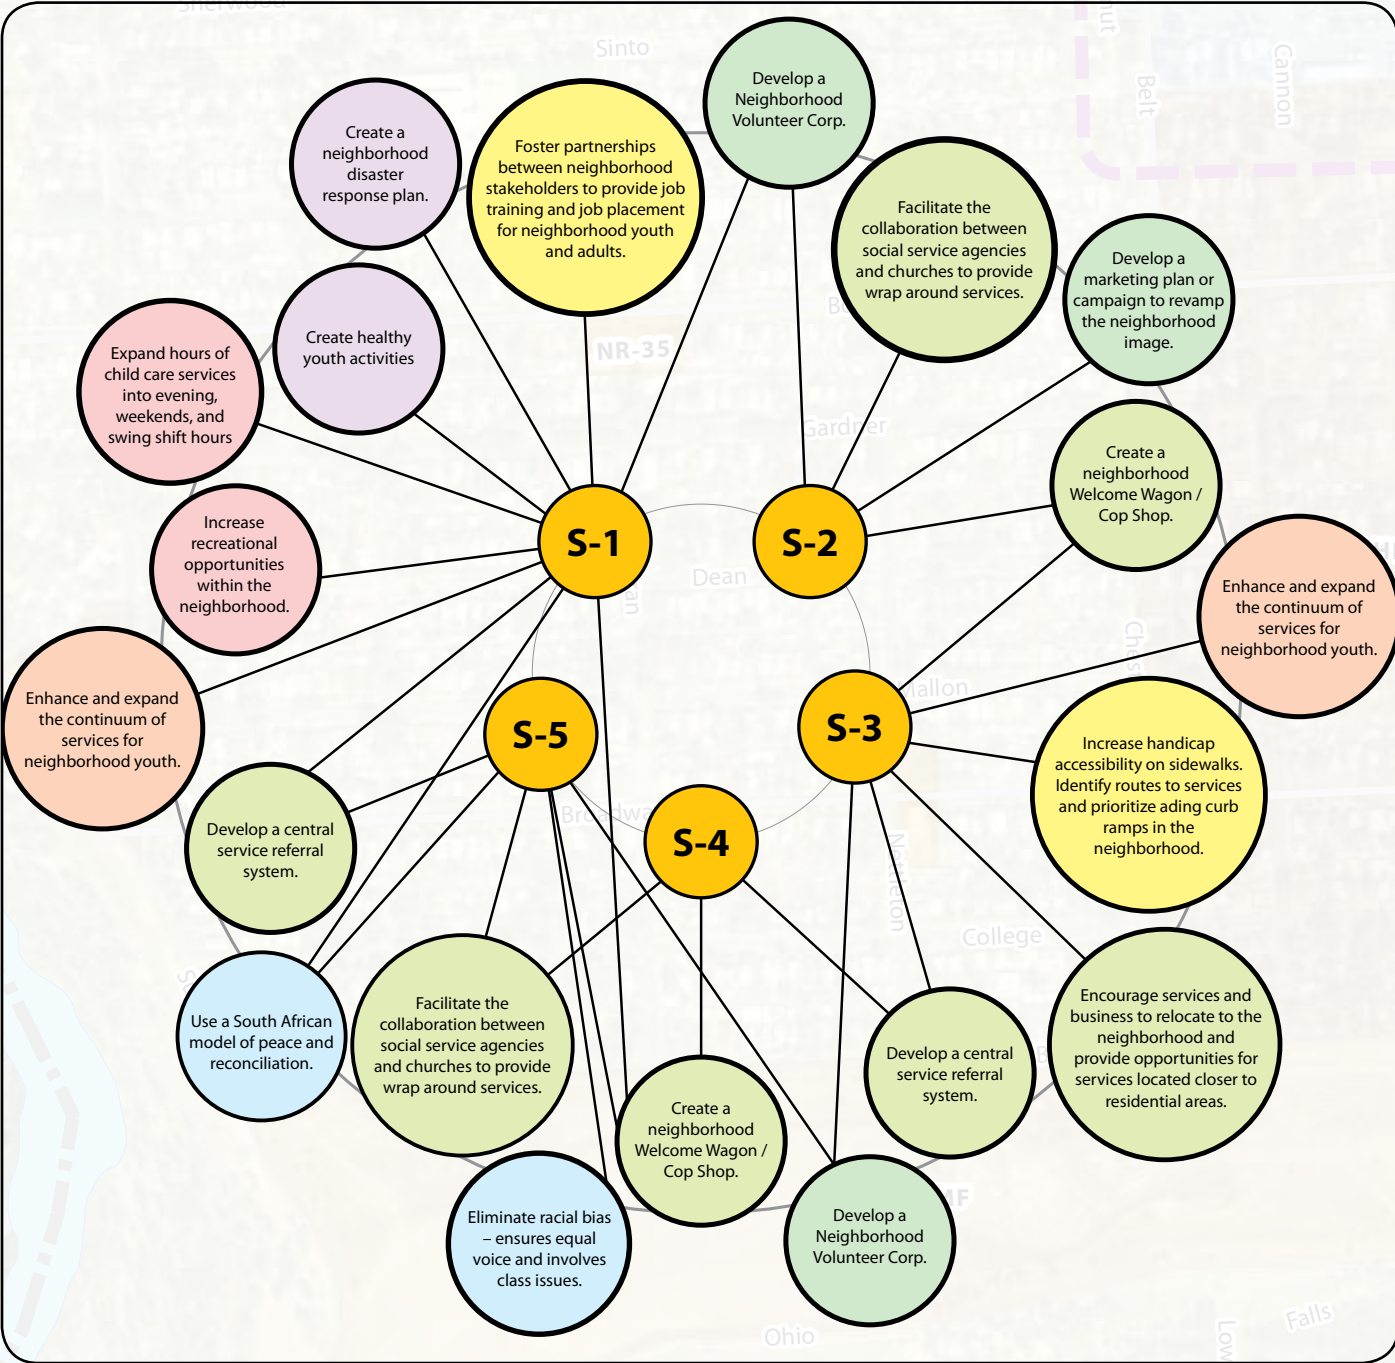 Sherwood
Sinto
Belt
Cannon
Develop a
Neighborhood
Volunteer Corp.
Create a
neighborhood
disaster
response plan.
Foster partnerships
between neighborhood
stakeholders to provide job
training and job placement
for neighborhood youth
and adults.
Facilitate the
collaboration between
social service agencies
and churches to provide
wrap around services.
Develop a
marketing plan or
campaign to revamp
the neighborhood
image.
Create healthy
youth activities
NR-35
Expand hours of
child care services
into evening,
weekends, and
swing shift hours
Gardner
Create a
neighborhood
Welcome Wagon /
Cop Shop.
S-1
S-2
Increase
recreational
opportunities
within the
neighborhood.
Dean
Enhance and expand
the continuum of
services for
neighborhood youth.
Mallon
Enhance and expand
the continuum of
services for
neighborhood youth.
S-5
S-3
Increase handicap
accessibility on sidewalks.
Identify routes to services
and prioritize ading curb
ramps in the
neighborhood.
S-4
Develop a central
service referral
system.
Nettleton
College
Use a South African
model of peace and
reconciliation.
Facilitate the
collaboration between
social service agencies
and churches to provide
wrap around services.
Develop a central
service referral
system.
Encourage services and
business to relocate to the
neighborhood and
provide opportunities for
services located closer to
residential areas.
Create a
neighborhood
Welcome Wagon /
Cop Shop.
Eliminate racial bias
– ensures equal
voice and involves
class issues.
Develop a
Neighborhood
Volunteer Corp.
Ohio
Falls